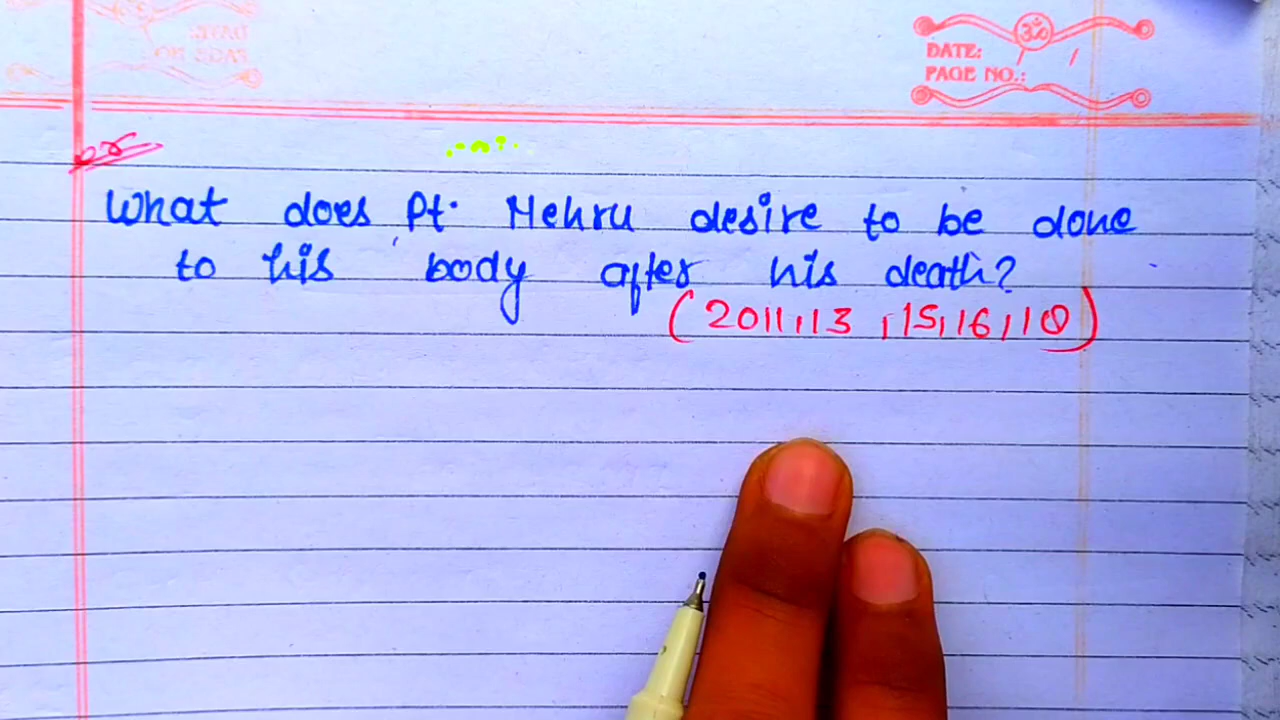 ॐ
DATE:
PAGE NO.:
or
What does Pt. Nehru desire to be done
to his body after his death?
(2011,13,15,16,18)